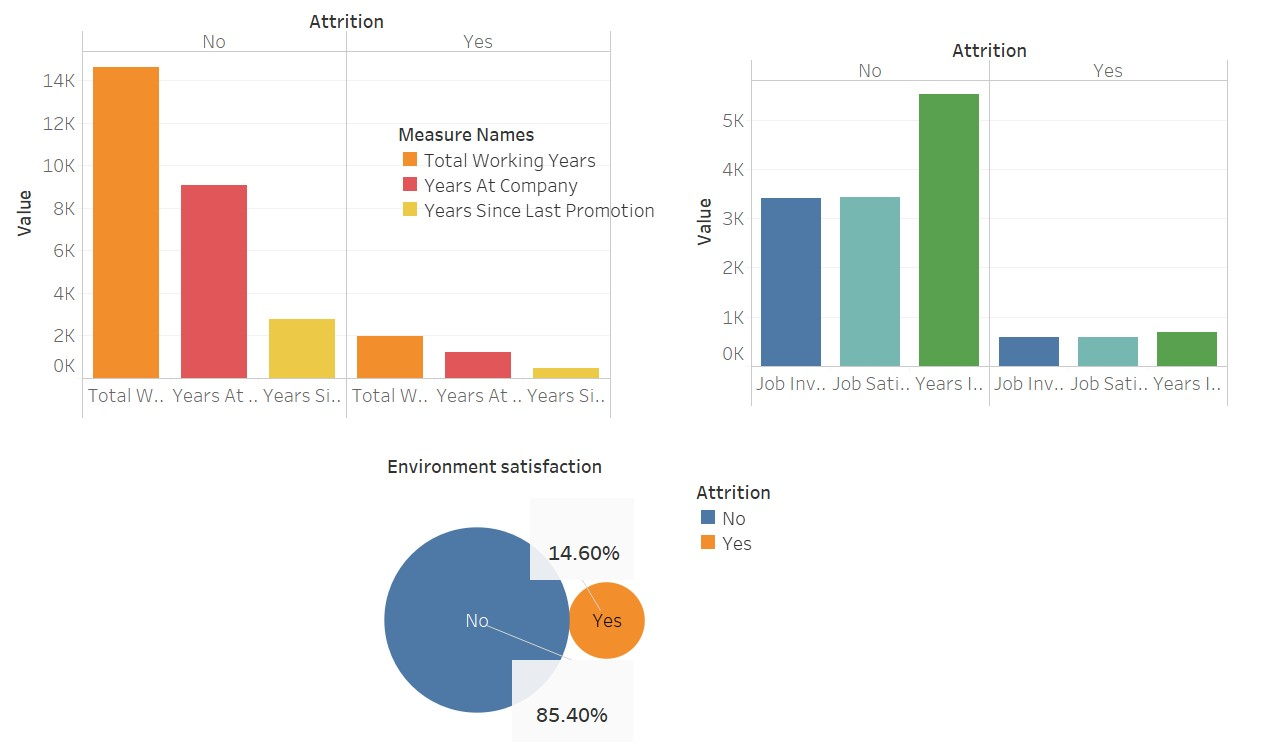 Attrition
No Yes
Value
14K
12K
10K
8K
6K
4K
2K
0K
Measure Names
Total Working Years
Years At Company
Years Since Last Promotion
Total W.. Years At .. Years Si.. Total W.. Years At .. Years Si..
Attrition
No Yes
Value
5K
4K
3K
2K
1K
0K
Job Inv.. Job Sati.. Years I.. Job Inv.. Job Sati.. Years I..
Environment satisfaction
14.60%
No Yes
85.40%
Attrition
No
Yes